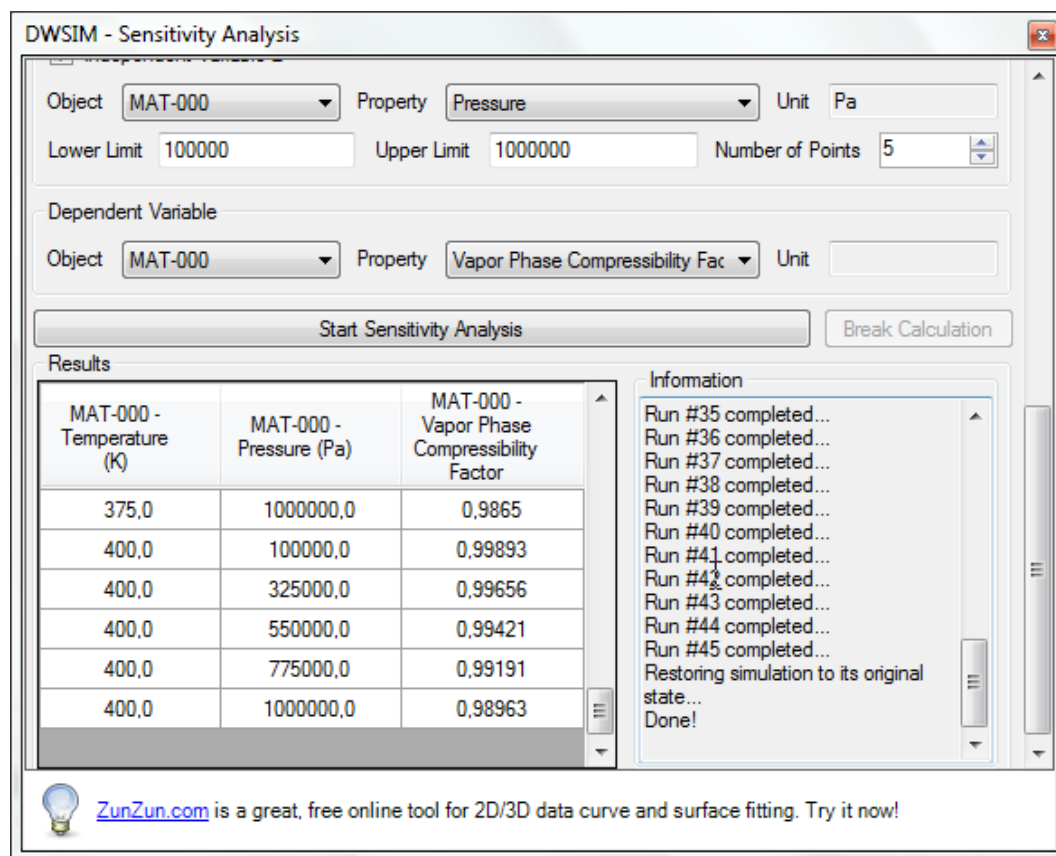 DWSIM - Sensitivity Analysis
Object MAT-000 Property Pressure Unit Pa
Lower Limit 100000 Upper Limit 1000000 Number of Points 5
Dependent Variable
Object MAT-000 Property Vapor Phase Compressibility Fac Unit
Start Sensitivity Analysis Break Calculation
Results
MAT-000 -
Temperature
(K)
MAT-000 -
Pressure (Pa)
MAT-000 -
Vapor Phase
Compressibility
Factor
375,0 1000000,0 0,9865
400,0 100000,0 0,99893
400,0 325000,0 0,99656
400,0 550000,0 0,99421
400,0 775000,0 0,99191
400,0 1000000,0 0,98963
Information
Run #35 completed...
Run #36 completed...
Run #37 completed...
Run #38 completed...
Run #39 completed...
Run #40 completed...
Run #41 completed...
Run #42 completed...
Run #43 completed...
Run #44 completed...
Run #45 completed...
Restoring simulation to its original
state...
Done!
ZunZun.com is a great, free online tool for 2D/3D data curve and surface fitting. Try it now!